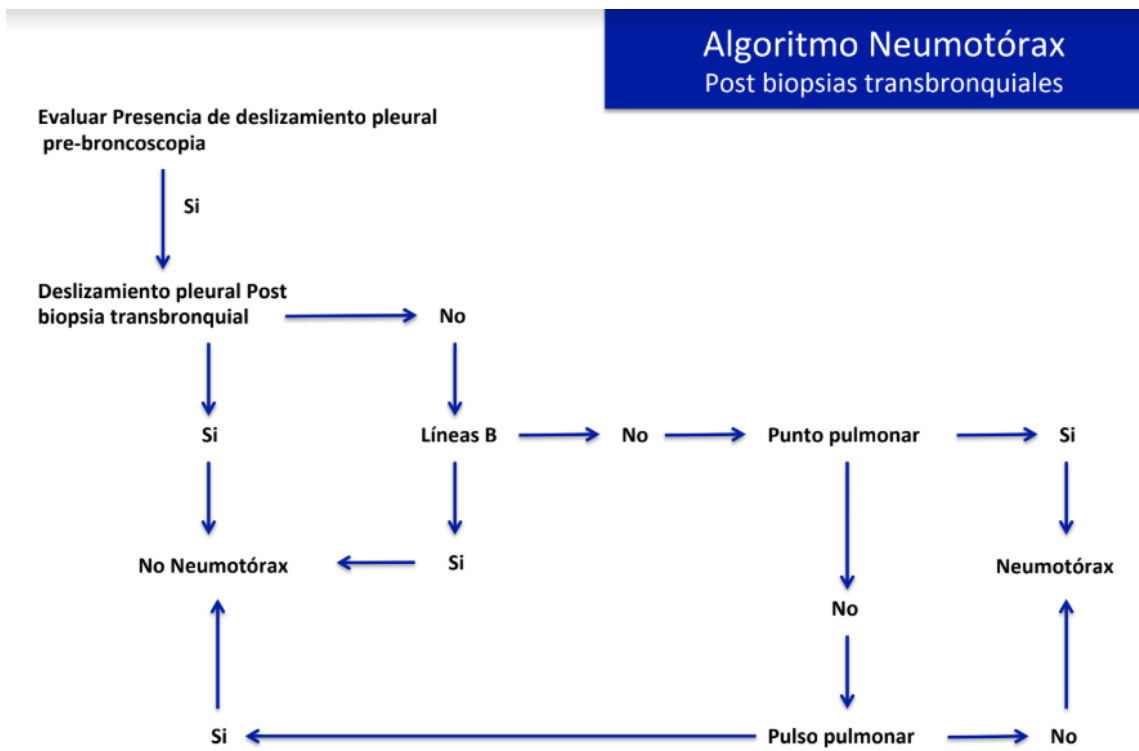 Algoritmo Neumotórax
Post biopsias transbronquiales
Evaluar Presencia de deslizamiento pleural
pre-broncoscopia
Si
Deslizamiento pleural Post
biopsia transbronquial
No
Si
Líneas B
No
Punto pulmonar
Si
No Neumotórax
Si
Neumotórax
No
Si
Pulso pulmonar
No